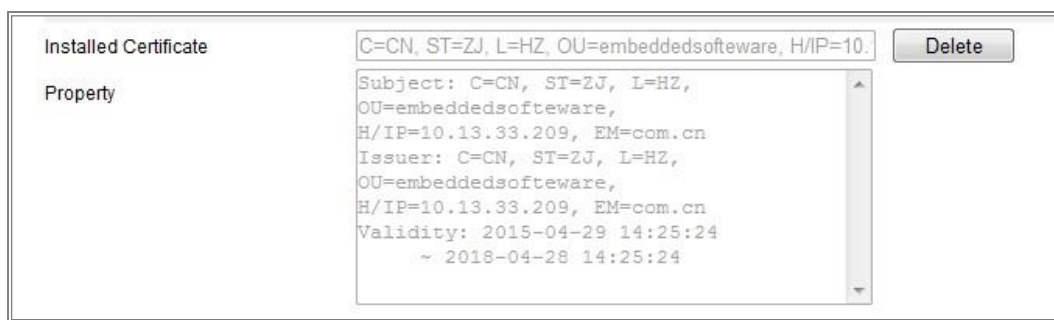 Installed Certificate C=CN, ST=ZJ, L=HZ, OU=embeddedsofteware, H/IP=10. Delete
Property
Subject: C=CN, ST=ZJ, L=HZ,
OU=embeddedsofteware,
H/IP=10.13.33.209, EM=com.cn
Issuer: C=CN, ST=ZJ, L=HZ,
OU=embeddedsofteware,
H/IP=10.13.33.209, EM=com.cn
Validity: 2015-04-29 14:25:24
~ 2018-04-28 14:25:24